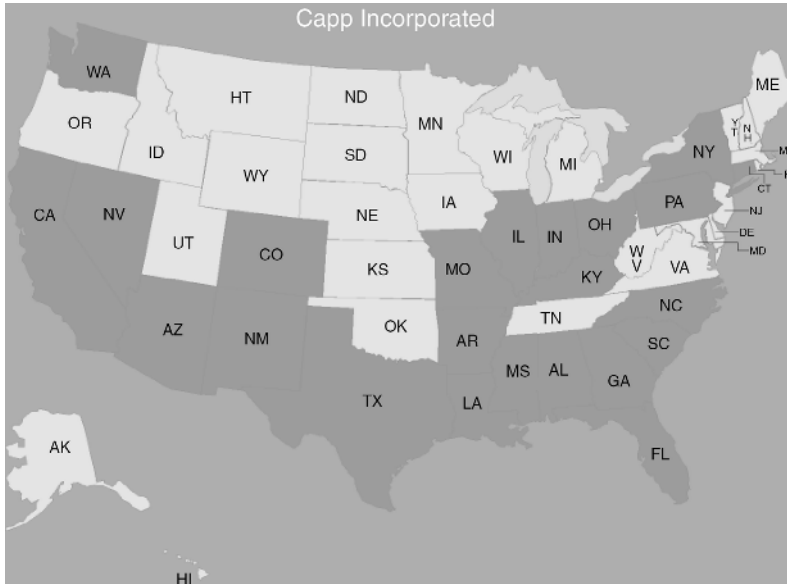 Capp Incorporated
WA
HT
ND
MN
ME
OR
ID
SD
WI
MI
Y
T
N
H
NY
WY
IA
PA
CT
CA
NV
UT
CO
NE
IL
IN
OH
NJ
DE
MD
W
V
VA
KS
MO
KY
AZ
NM
OK
AR
TN
NC
SC
TX
LA
MS
AL
GA
FL
AK
HI